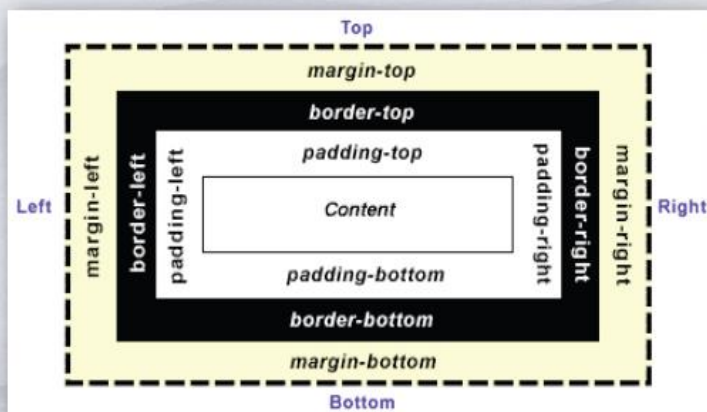 Top
margin-top
border-top
padding-top
Left
margin-left
border-left
padding-left
Content
padding-right
border-right
margin-right
Right
padding-bottom
border-bottom
margin-bottom
Bottom